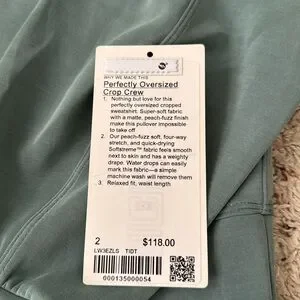 WHY WE MADE THIS
Perfectly Oversized
Crop Crew
1. Nothing but love for this
perfectly oversized cropped
sweatshirt. Super-soft fabric
with a matte, peach-fuzz finish
make this pullover impossible
to take off
2. Our peach-fuzz soft, four-way
stretch, and quick-drying
Softstreme™ fabric feels smooth
next to skin and has a weighty
drape. Water drops can easily
mark this fabric—a simple
machine wash will remove them
3. Relaxed fit, waist length
2 $118.00
LW3EZLS TIDT
000135000054